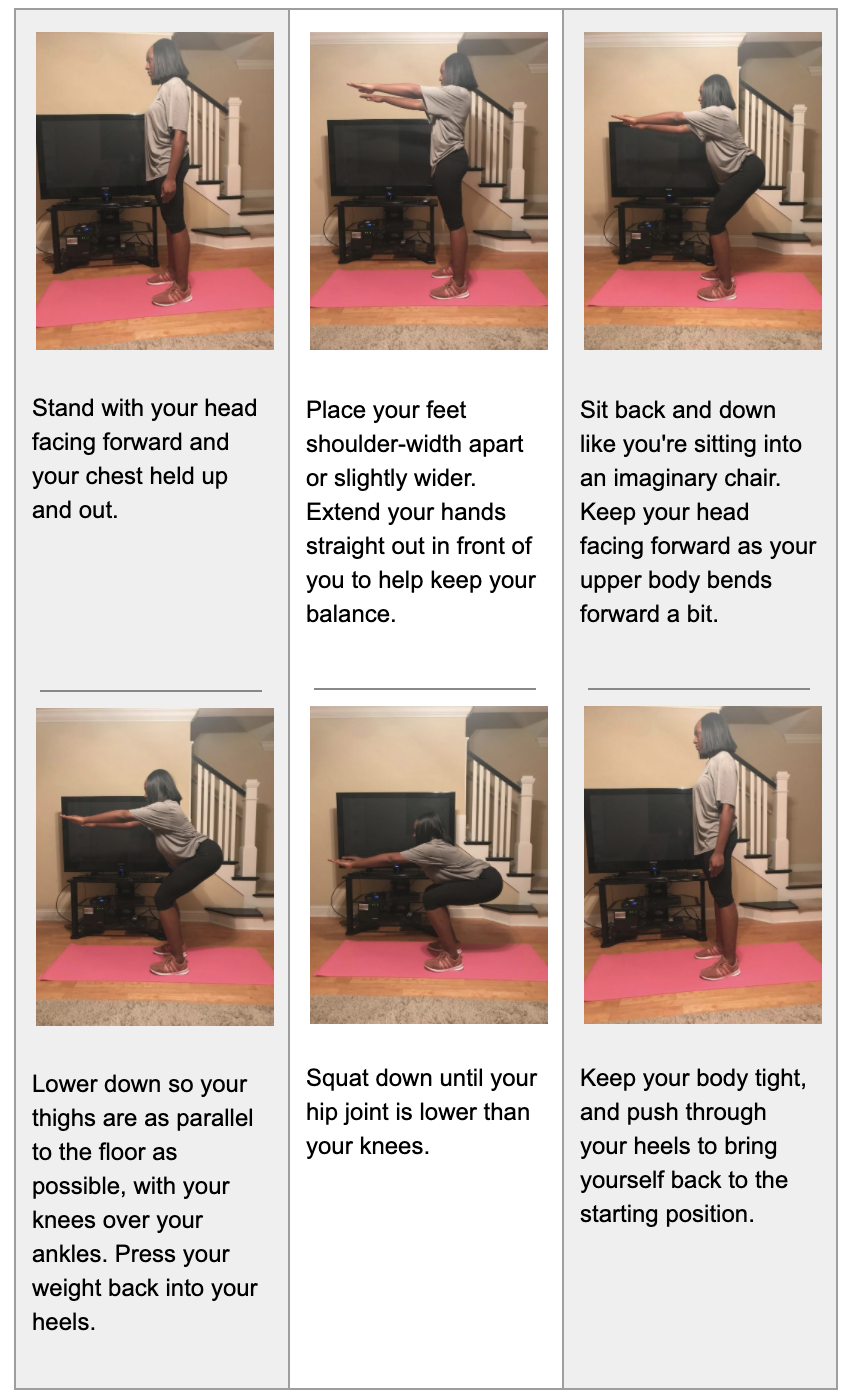 Stand with your head
facing forward and
your chest held up
and out.
Place your feet
shoulder-width apart
or slightly wider.
Extend your hands
straight out in front of
you to help keep your
balance.
Sit back and down
like you're sitting into
an imaginary chair.
Keep your head
facing forward as your
upper body bends
forward a bit.
Lower down so your
thighs are as parallel
to the floor as
possible, with your
knees over your
ankles. Press your
weight back into your
heels.
Squat down until your
hip joint is lower than
your knees.
Keep your body tight,
and push through
your heels to bring
yourself back to the
starting position.